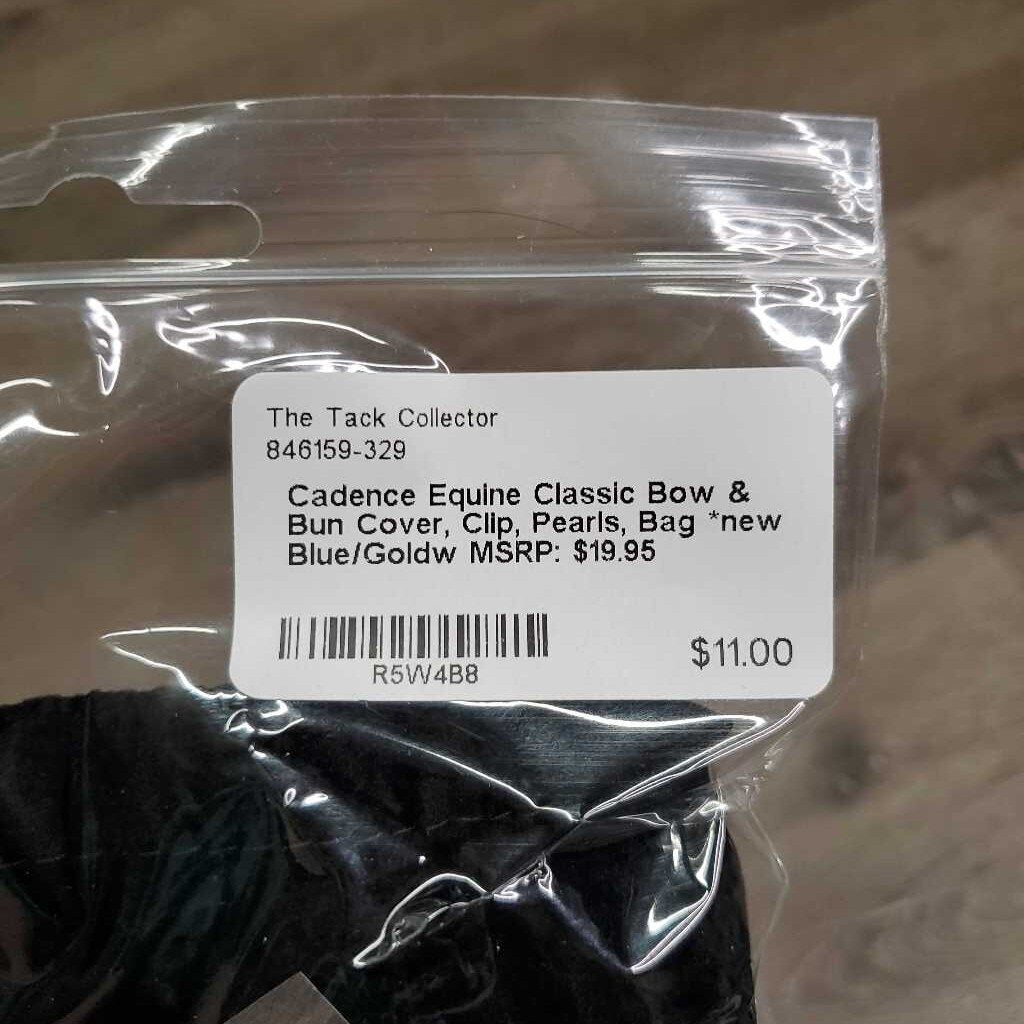 The Tack Collector
846159-329
Cadence Equine Classic Bow &
Bun Cover, Clip, Pearls, Bag *new
Blue/Goldw MSRP: $19.95
R5W4B8
$11.00